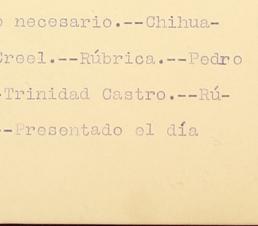 o necesario.--Chihua-
Creel.--Rúbrica.--Pedro
-Trinidad Castro.--Rú-
--Presentado el día